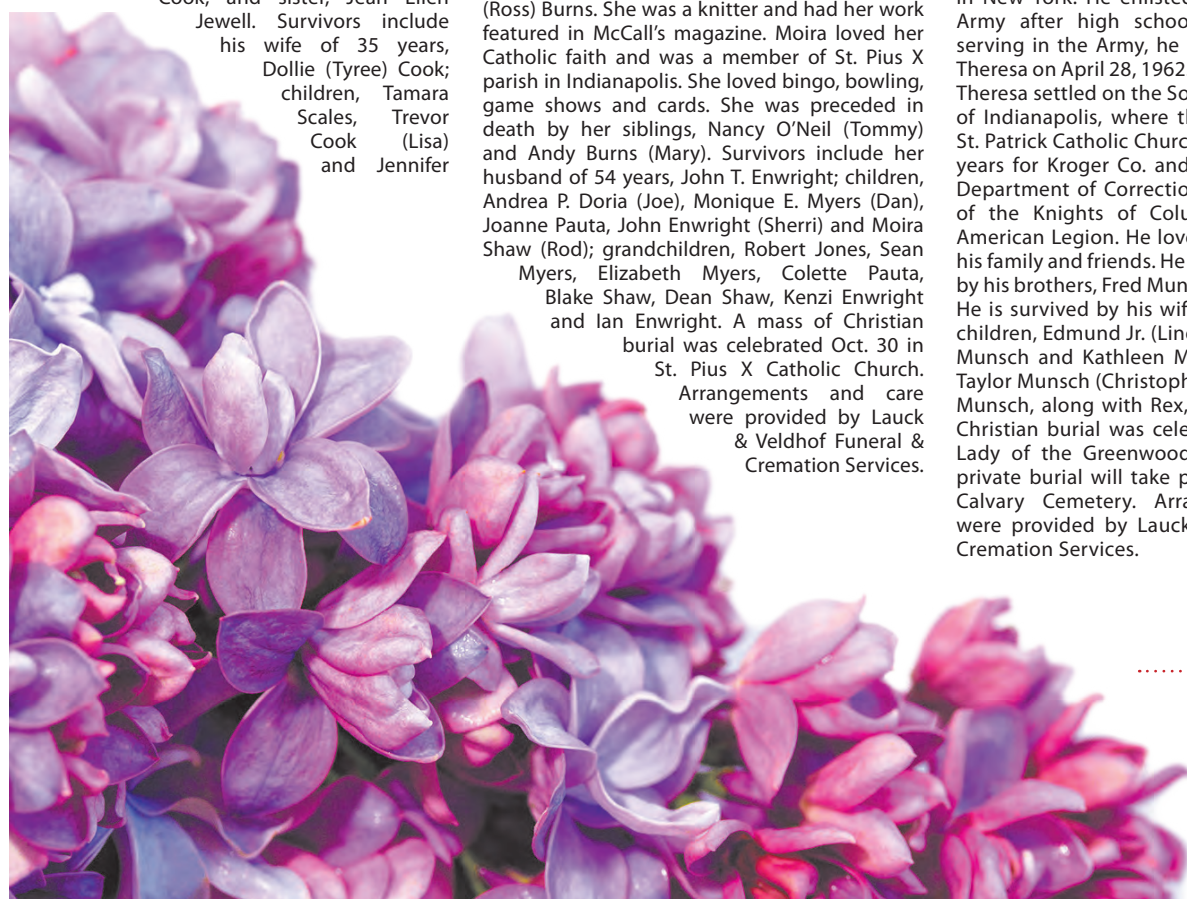 Cook, and sister, Jean Ellen
Jewell. Survivors include
his wife of 35 years,
Dollie (Tyree) Cook;
children, Tamara
Scales, Trevor
Cook (Lisa)
and Jennifer
(Ross) Burns. She was a knitter and had her work
featured in McCall’s magazine. Moira loved her
Catholic faith and was a member of St. Pius X
parish in Indianapolis. She loved bingo, bowling,
game shows and cards. She was preceded in
death by her siblings, Nancy O’Neil (Tommy)
and Andy Burns (Mary). Survivors include her
husband of 54 years, John T. Enwright; children,
Andrea P. Doria (Joe), Monique E. Myers (Dan),
Joanne Pauta, John Enwright (Sherri) and Moira
Shaw (Rod); grandchildren, Robert Jones, Sean
Myers, Elizabeth Myers, Colette Pauta,
Blake Shaw, Dean Shaw, Kenzi Enwright
and Ian Enwright. A mass of Christian
burial was celebrated Oct. 30 in
St. Pius X Catholic Church.
Arrangements and care
were provided by Lauck
& Veldhof Funeral &
Cremation Services.
in New York. He enlisted
Army after high schoo
serving in the Army, he
Theresa on April 28, 1962
Theresa settled on the So
of Indianapolis, where t
St. Patrick Catholic Churc
years for Kroger Co. and
Department of Correctio
of the Knights of Colu
American Legion. He love
his family and friends. He
by his brothers, Fred Mun
He is survived by his wif
children, Edmund Jr. (Lin
Munsch and Kathleen M
Taylor Munsch (Christoph
Munsch, along with Rex,
Christian burial was cele
Lady of the Greenwood
private burial will take p
Calvary Cemetery. Arra
were provided by Lauck
Cremation Services.